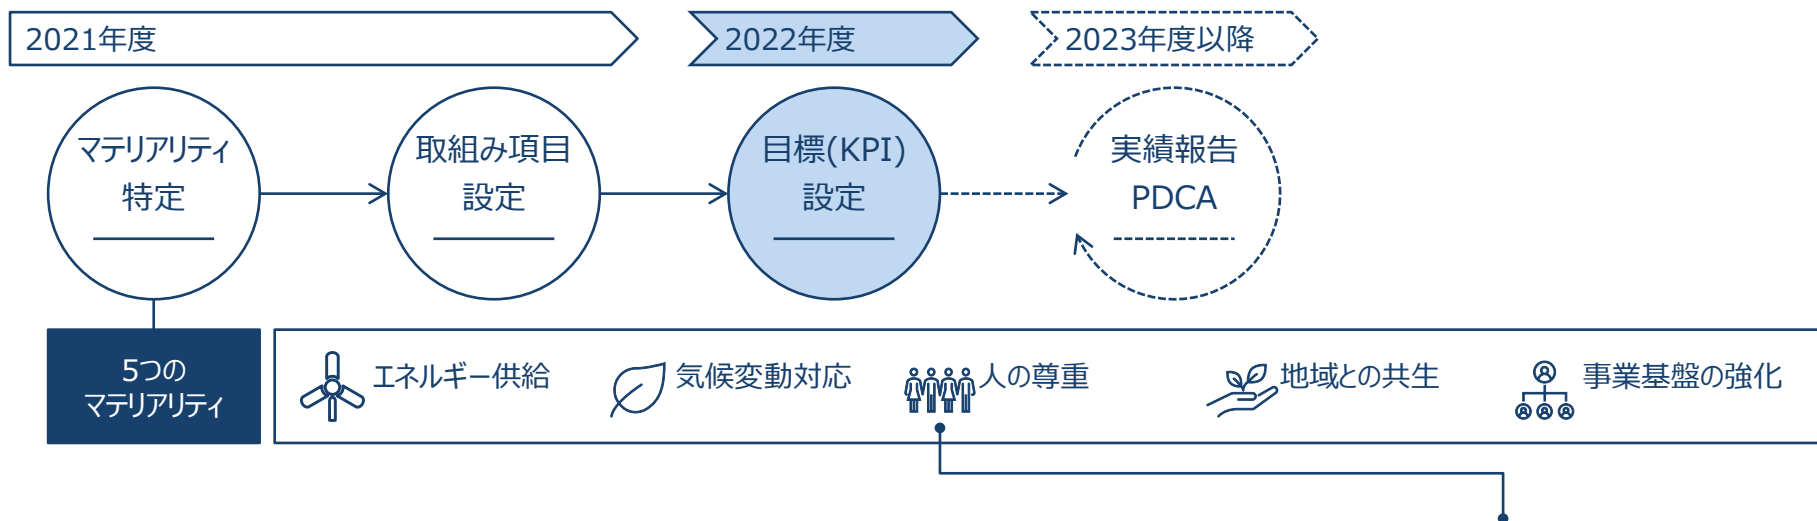 2021年度
2022年度
2023年度以降
マテリアリティ
特定
取組み項目
設定
目標(KPI)
設定
実績報告
PDCA
5つの
マテリアリティ
エネルギー供給
気候変動対応
人の尊重
地域との共生
事業基盤の強化